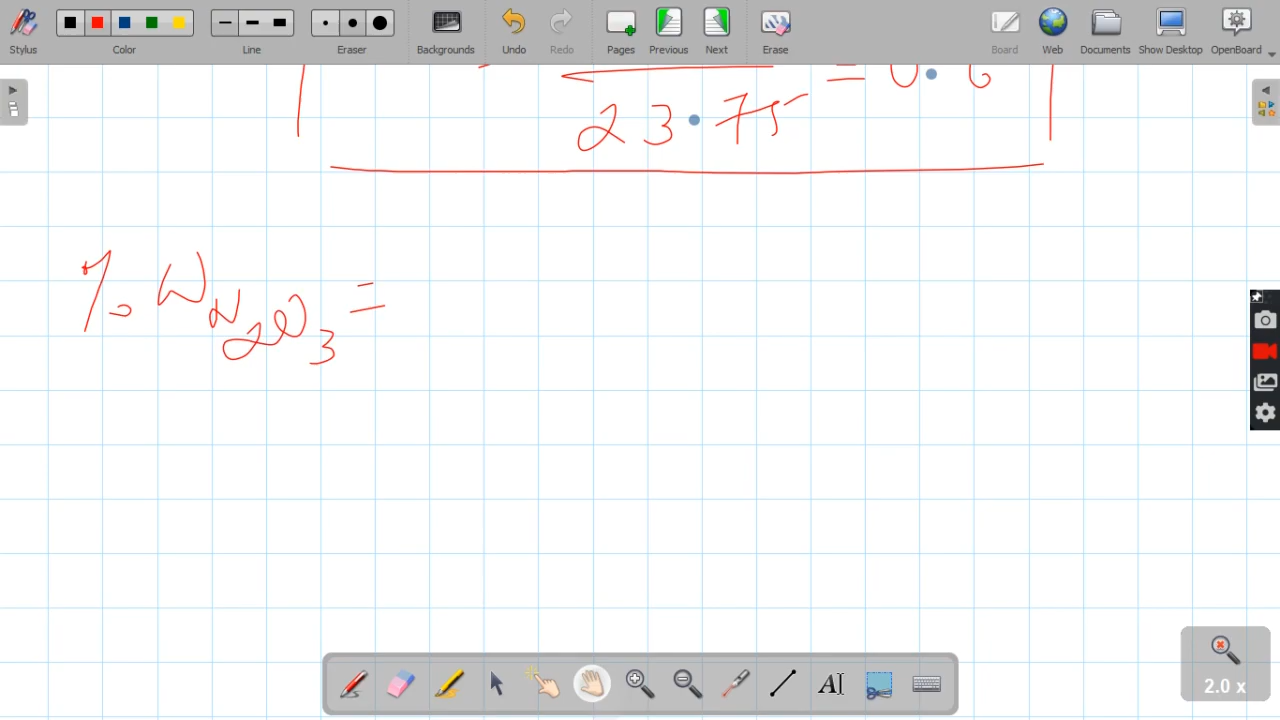 Stylus Color Line Eraser Backgrounds Undo Redo Pages Previous Next Erase Board Web Documents Show Desktop OpenBoard
= 0.6
23.75
% W N2O3 =
2.0 x